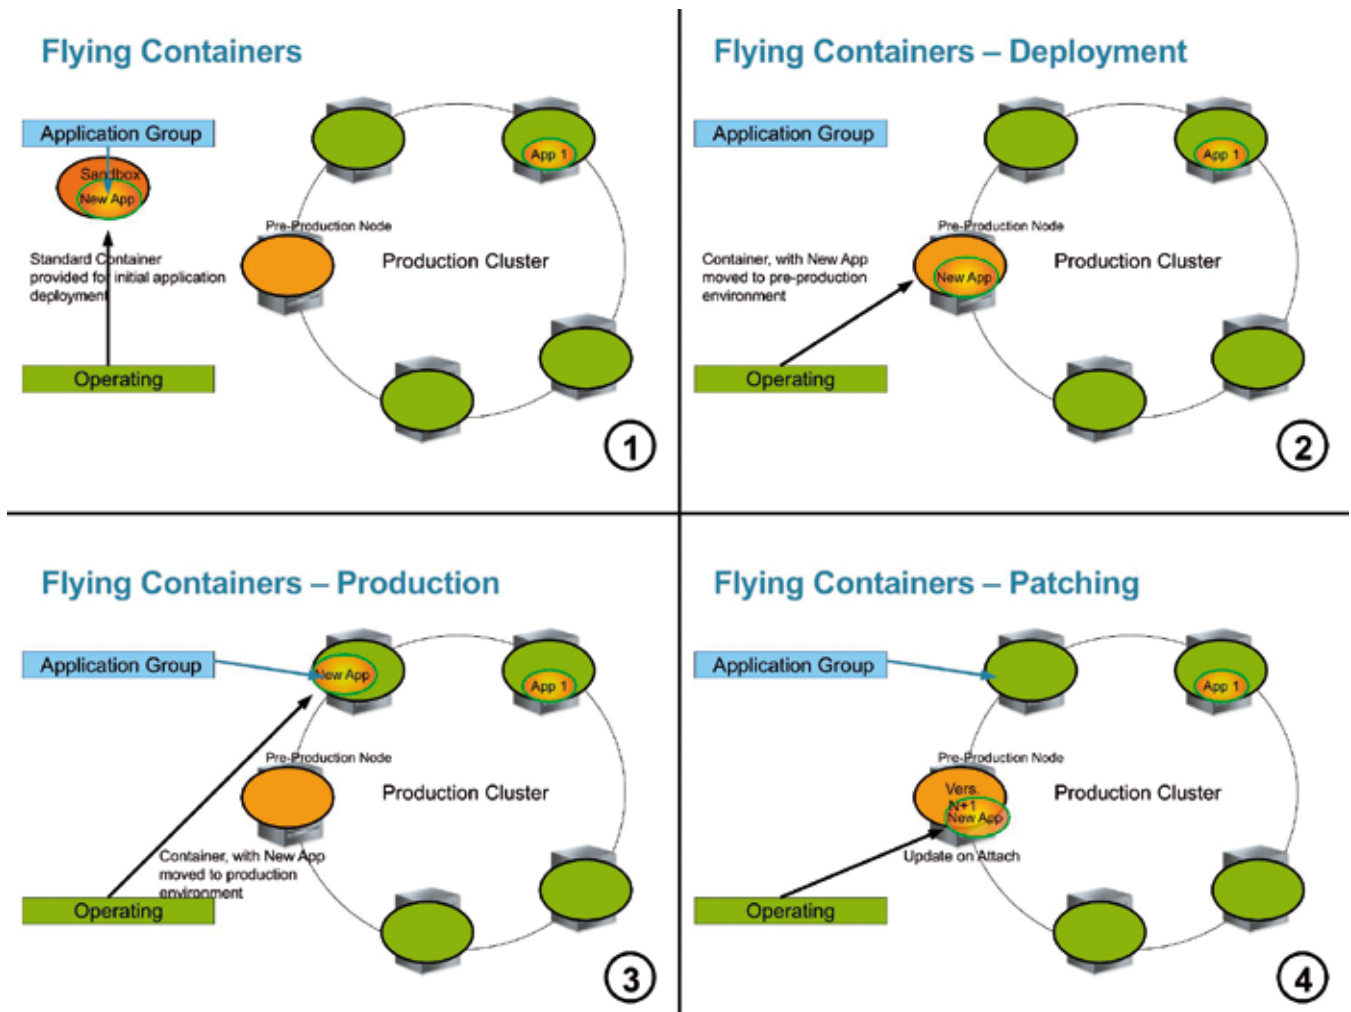 Flying Containers
Application Group
Sandbox
New App
Standard Container
provided for initial application
deployment
Operating
Pre-Production Node
Production Cluster
App 1
1
Flying Containers – Deployment
Application Group
Container, with New App
moved to pre-production
environment
Operating
Pre-Production Node
New App
Production Cluster
App 1
2
Flying Containers – Production
Application Group
New App
App 1
Pre-Production Node
Production Cluster
Container, with New App
moved to production
environment
Operating
3
Flying Containers – Patching
Application Group
App 1
Pre-Production Node
Vers.
N+1
New App
Production Cluster
Update on Attach
Operating
4